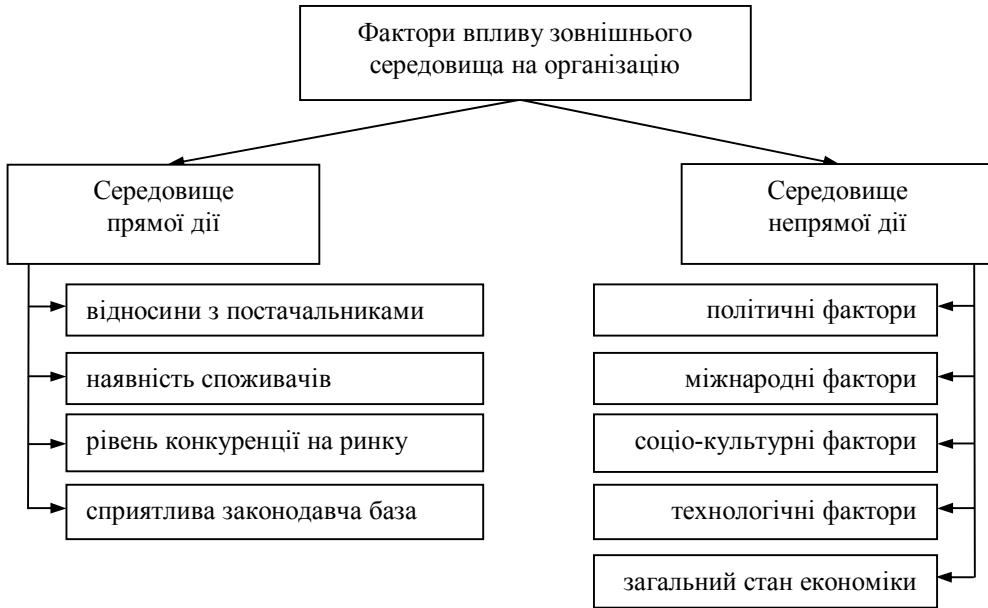 Фактори впливу зовнішнього
середовища на організацію
Середовище
прямої дії
відносини з постачальниками
наявність споживачів
рівень конкуренції на ринку
сприятлива законодавча база
Середовище
непрямої дії
політичні фактори
міжнародні фактори
соціо-культурні фактори
технологічні фактори
загальний стан економіки